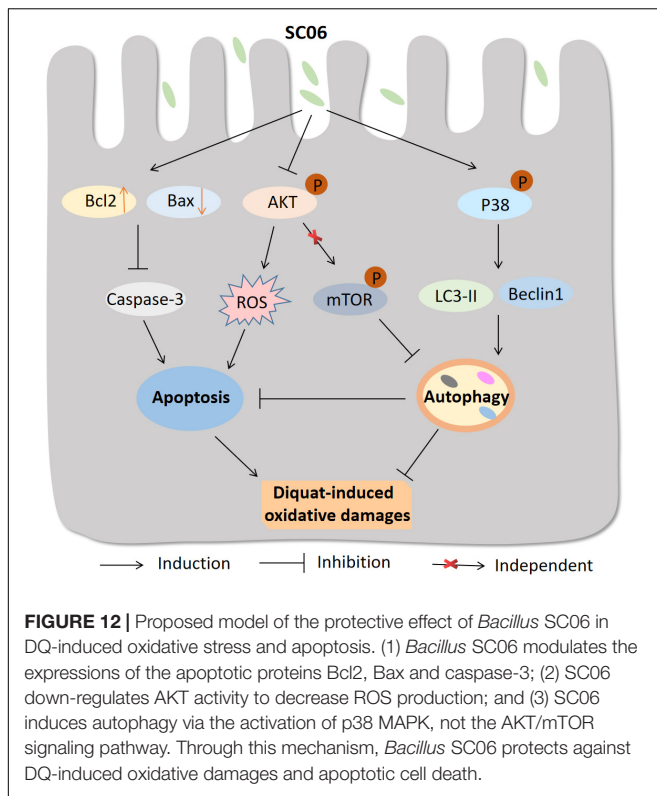 SC06
P
P
Bcl2
Bax
AKT
P38
P
Caspase-3
ROS
mTOR
LC3-II
Beclin1
Apoptosis
Autophagy
Diquat-induced
oxidative damages
Induction
Inhibition
Independent
FIGURE 12 | Proposed model of the protective effect of Bacillus SC06 in
DQ-induced oxidative stress and apoptosis. (1) Bacillus SC06 modulates the
expressions of the apoptotic proteins Bcl2, Bax and caspase-3; (2) SC06
down-regulates AKT activity to decrease ROS production; and (3) SC06
induces autophagy via the activation of p38 MAPK, not the AKT/mTOR
signaling pathway. Through this mechanism, Bacillus SC06 protects against
DQ-induced oxidative damages and apoptotic cell death.